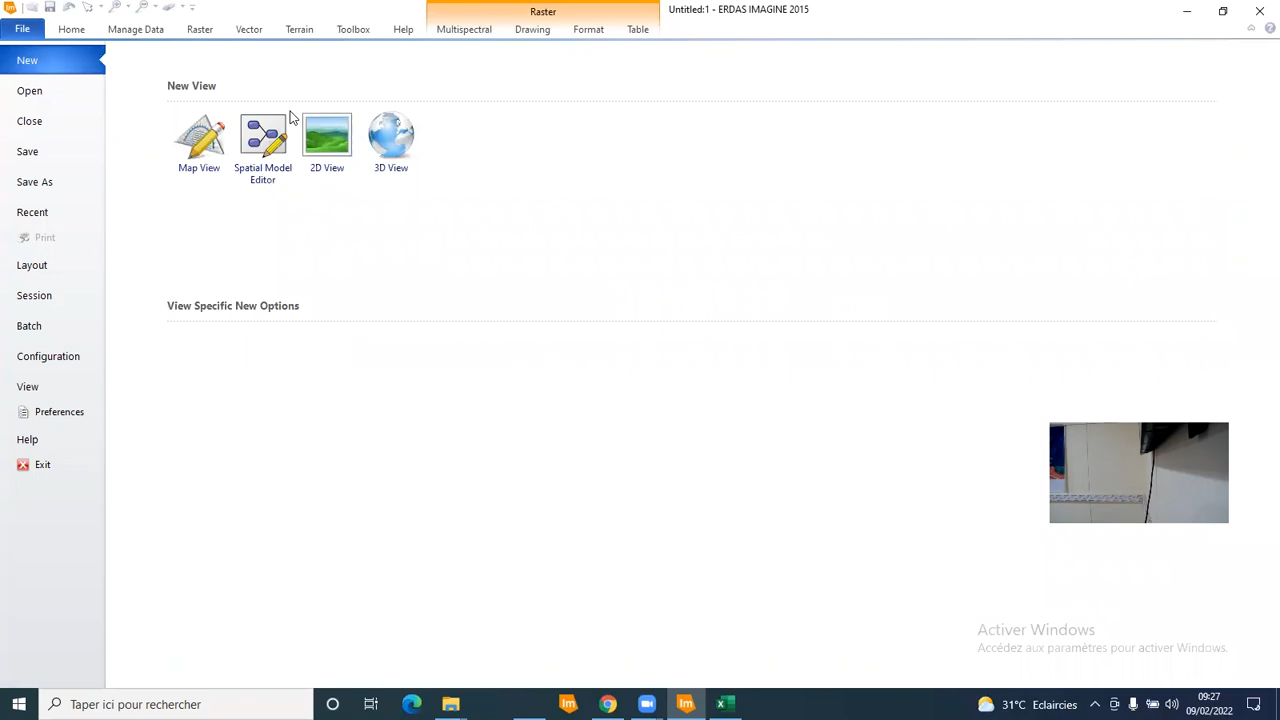 Im
Raster
Untitled:1 - ERDAS IMAGINE 2015
File
Home
Manage Data
Raster
Vector
Terrain
Toolbox
Help
Multispectral
Drawing
Format
Table
New
Open
Close
Save
Save As
Recent
Print
Layout
Session
Batch
Configuration
View
Preferences
Help
Exit
New View
Map View
Spatial Model
Editor
2D View
3D View
View Specific New Options
Activer Windows
Accédez aux paramètres pour activer Windows.
Taper ici pour rechercher
Im
Im
31°C Eclaircies
09:27
09/02/2022